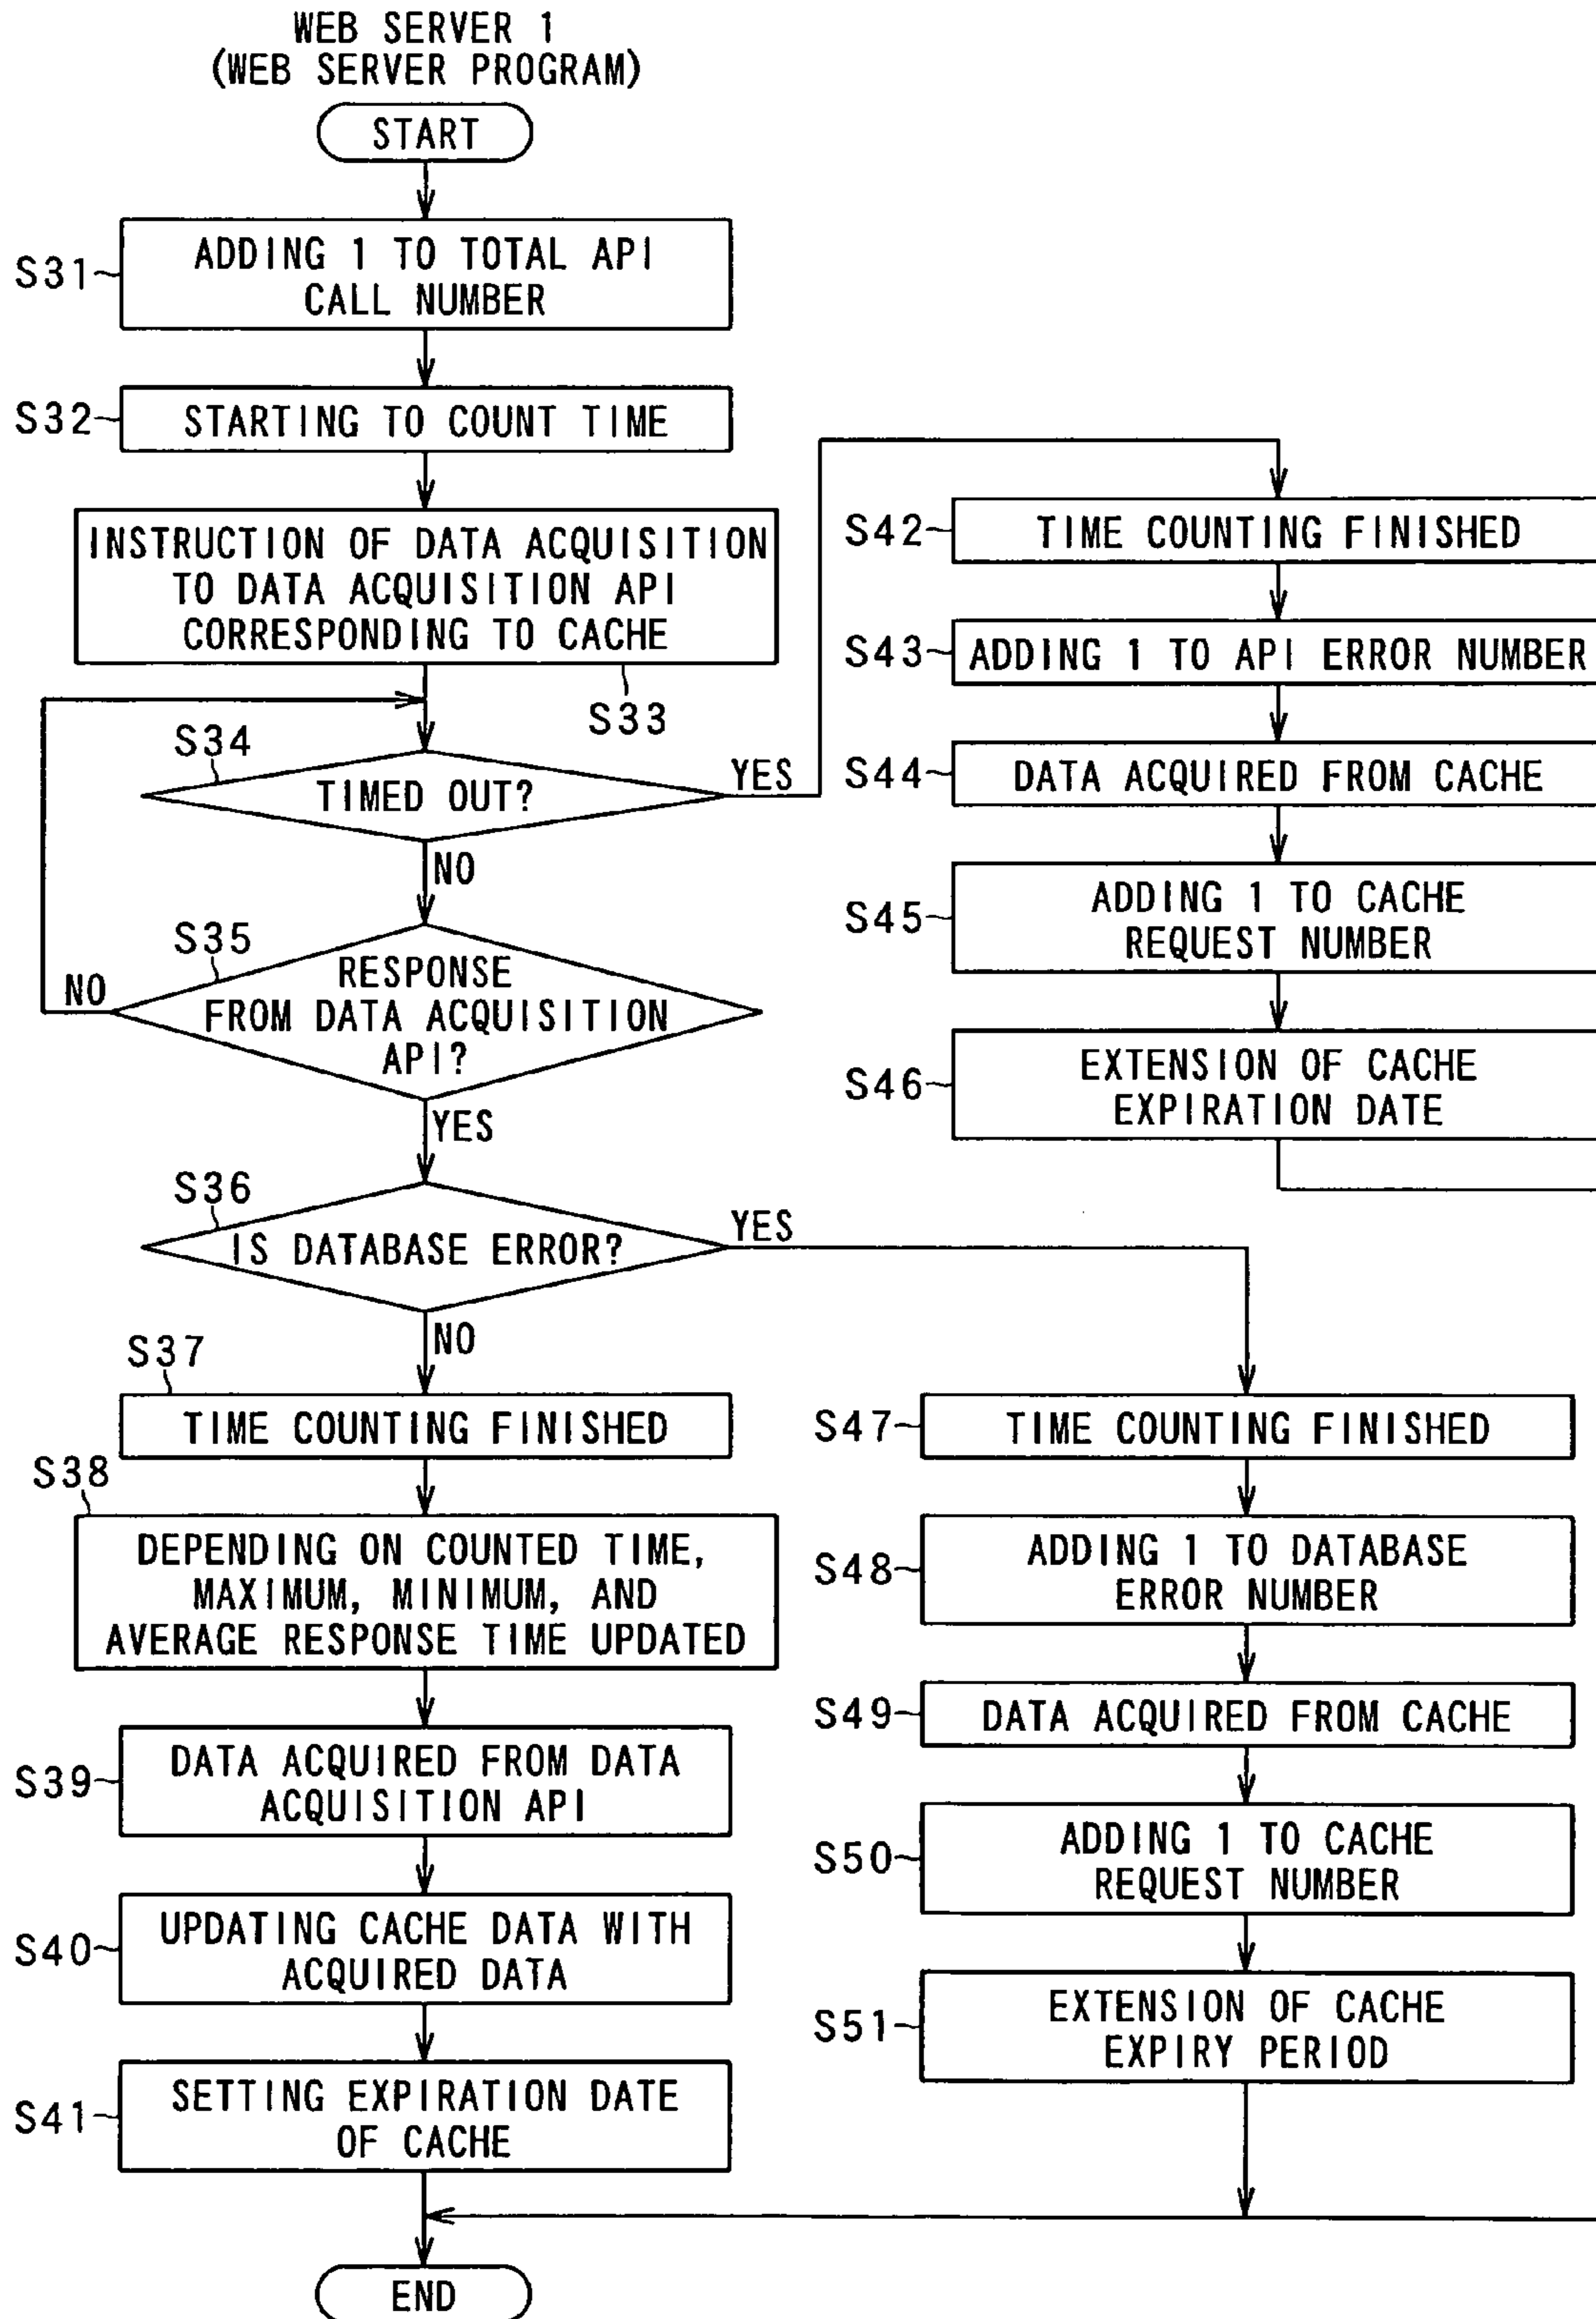 WEB SERVER 1
(WEB SERVER PROGRAM)
START
S31
ADDING 1 TO TOTAL API
CALL NUMBER
S32
STARTING TO COUNT TIME
INSTRUCTION OF DATA ACQUISITION
TO DATA ACQUISITION API
CORRESPONDING TO CACHE
S33
S34
TIMED OUT?
YES
NO
S35
RESPONSE
FROM DATA ACQUISITION
API?
NO
YES
S36
IS DATABASE ERROR?
YES
NO
S37
TIME COUNTING FINISHED
S38
DEPENDING ON COUNTED TIME,
MAXIMUM, MINIMUM, AND
AVERAGE RESPONSE TIME UPDATED
S39
DATA ACQUIRED FROM DATA
ACQUISITION API
S40
UPDATING CACHE DATA WITH
ACQUIRED DATA
S41
SETTING EXPIRATION DATE
OF CACHE
END
S42
TIME COUNTING FINISHED
S43
ADDING 1 TO API ERROR NUMBER
S44
DATA ACQUIRED FROM CACHE
S45
ADDING 1 TO CACHE
REQUEST NUMBER
S46
EXTENSION OF CACHE
EXPIRATION DATE
S47
TIME COUNTING FINISHED
S48
ADDING 1 TO DATABASE
ERROR NUMBER
S49
DATA ACQUIRED FROM CACHE
S50
ADDING 1 TO CACHE
REQUEST NUMBER
S51
EXTENSION OF CACHE
EXPIRY PERIOD